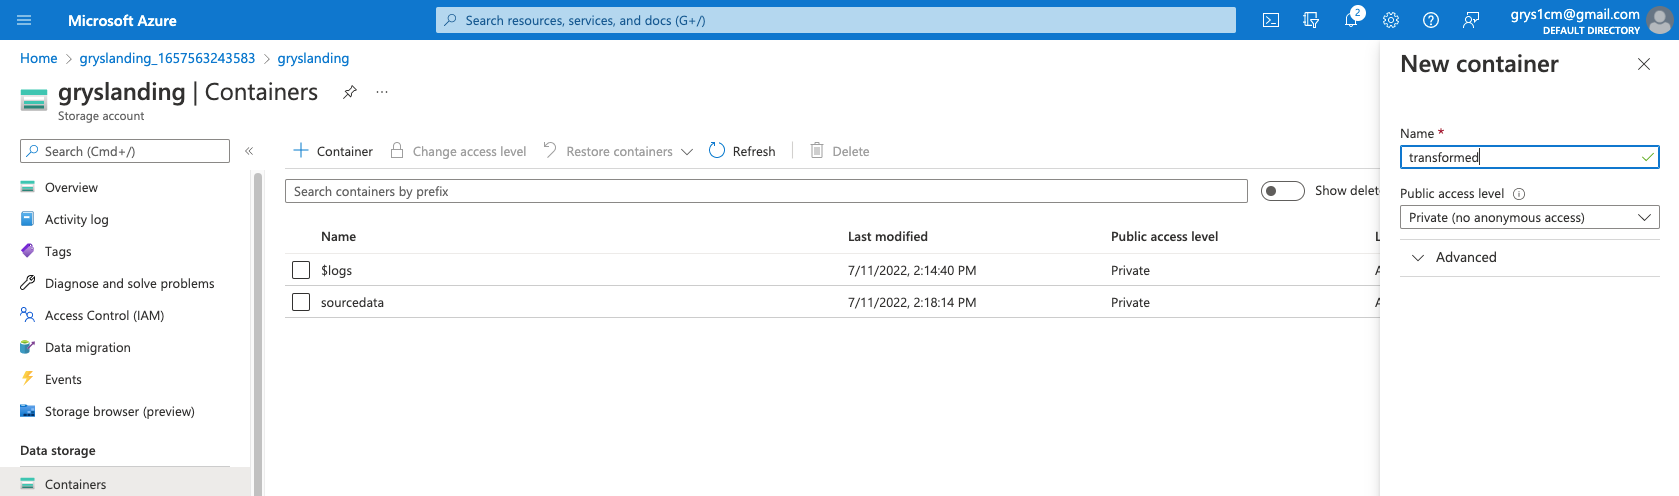 Microsoft Azure
Search resources, services, and docs (G+/)
2
grys1cm@gmail.com
DEFAULT DIRECTORY
Home > gryslanding_1657563243583 > gryslanding
gryslanding | Containers
...
Storage account
Search (Cmd+/)
«
Overview
Activity log
Tags
Diagnose and solve problems
Access Control (IAM)
Data migration
Events
Storage browser (preview)
Data storage
Containers
+ Container
Change access level
Restore containers
Refresh
Delete
Search containers by prefix
Show delet
Name Last modified Public access level L
$logs 7/11/2022, 2:14:40 PM Private A
sourcedata 7/11/2022, 2:18:14 PM Private A
New container
Name *
transformed
Public access level
Private (no anonymous access)
Advanced